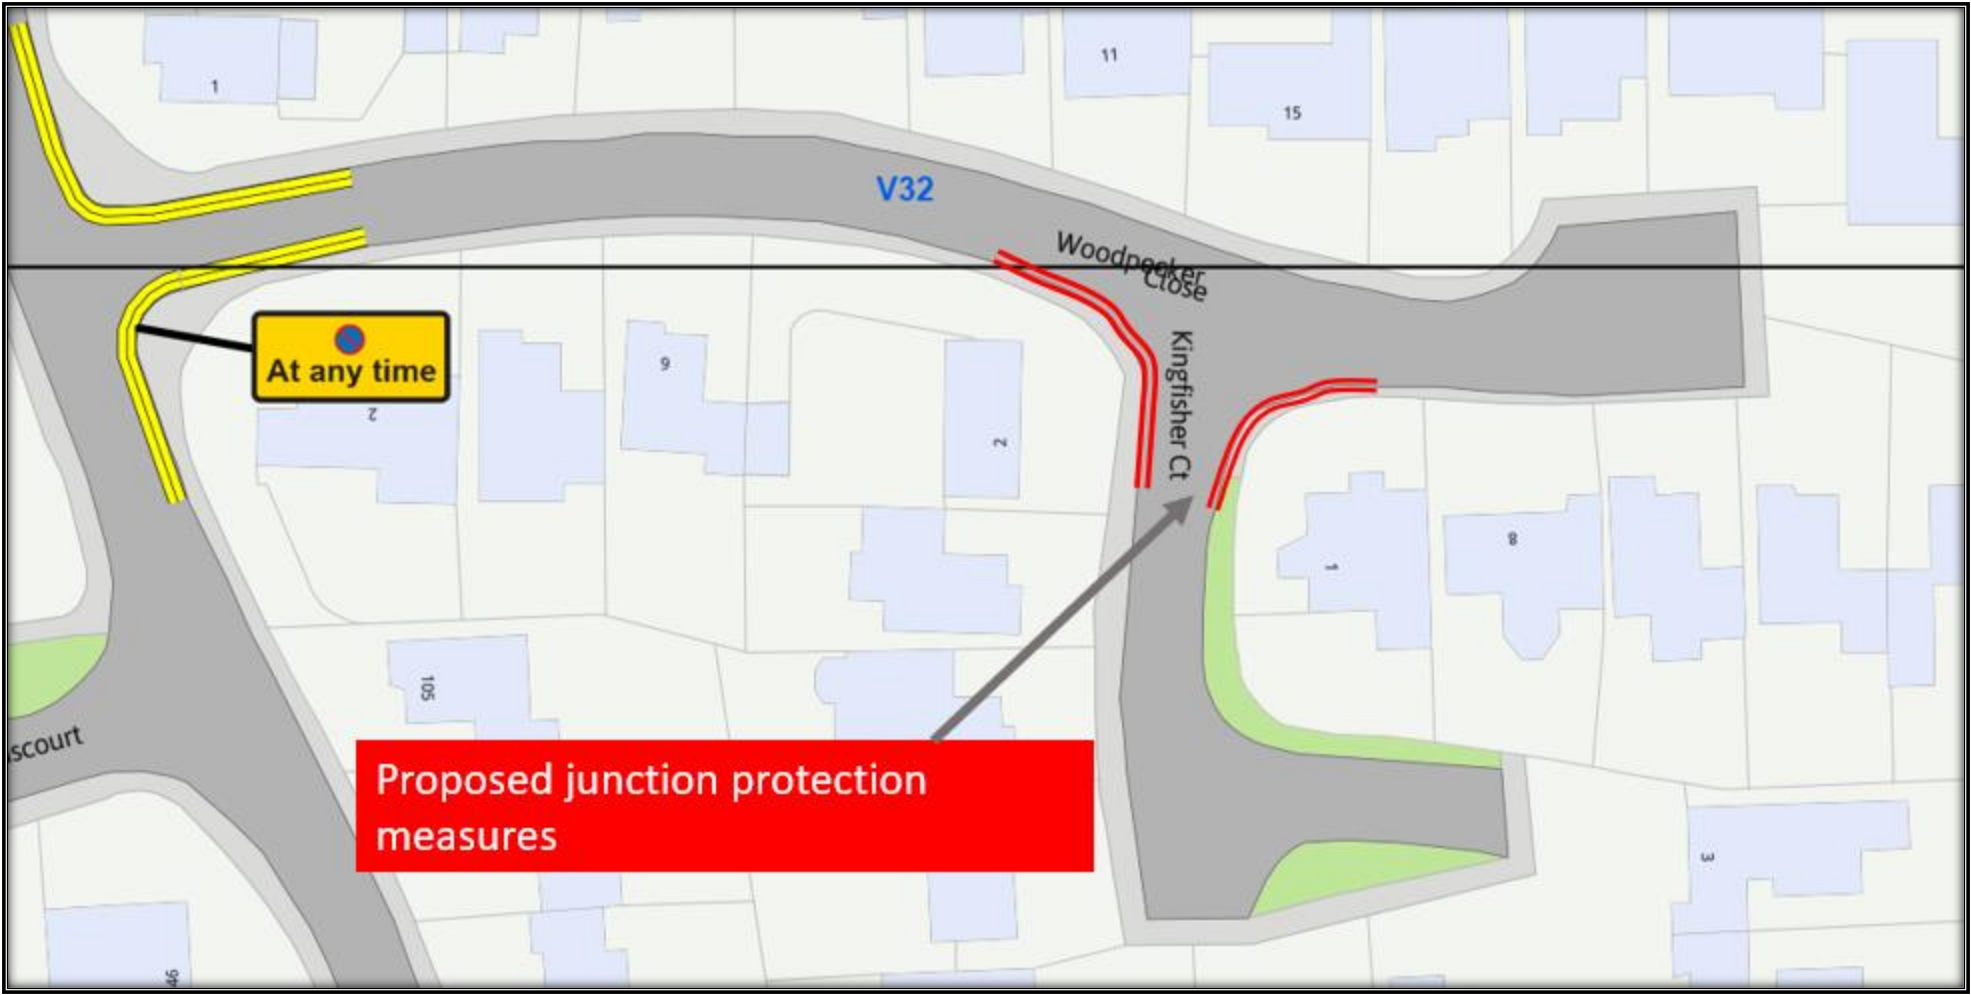 1
11
15
V32
Woodpecker
Close
At any time
Kingfisher Ct
9
2
2
1
8
105
scourt
Proposed junction protection
measures
3
46